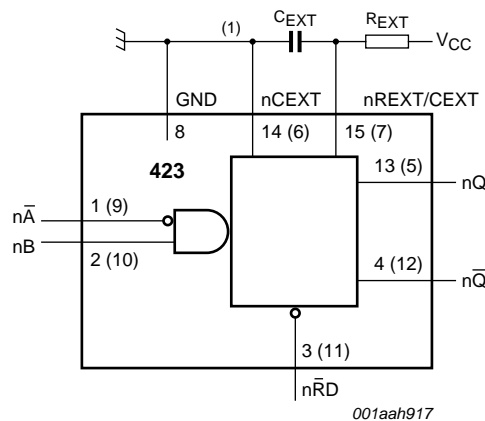 (1)
CEXT
REXT
VCC
GND
nCEXT
nREXT/CEXT
8
14 (6)
15 (7)
423
13 (5)
nQ
nA̅
1 (9)
nB
2 (10)
4 (12)
nQ̅
3 (11)
nR̅D
001aah917